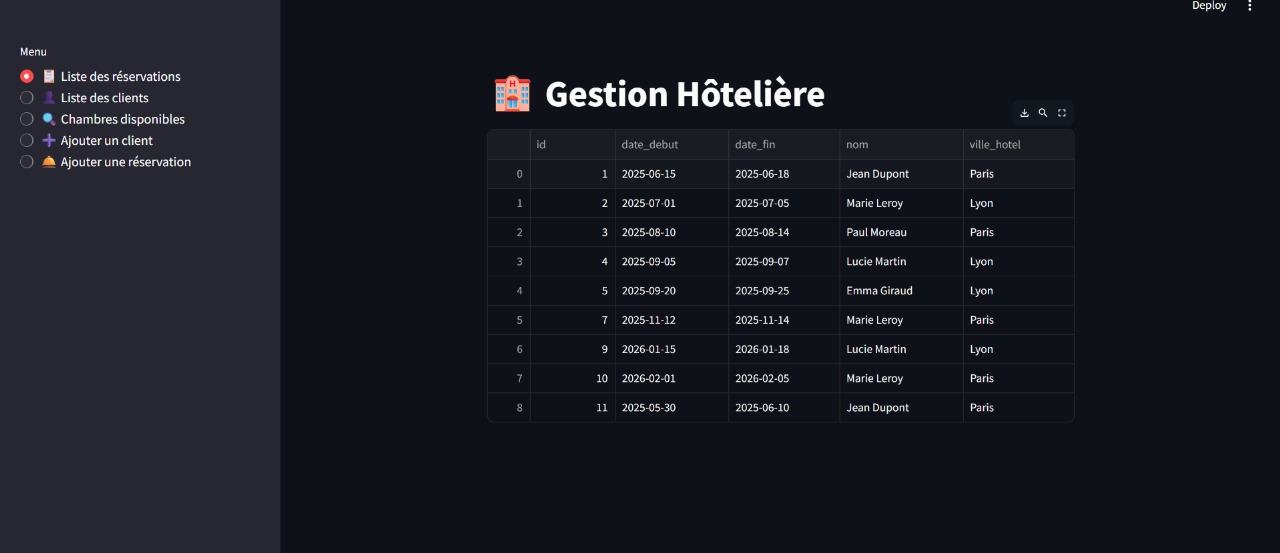 Deploy
Menu
Liste des réservations
Liste des clients
Chambres disponibles
Ajouter un client
Ajouter une réservation
H
Gestion Hôtelière
id date_debut date_fin nom ville_hotel
0 1 2025-06-15 2025-06-18 Jean Dupont Paris
1 2 2025-07-01 2025-07-05 Marie Leroy Lyon
2 3 2025-08-10 2025-08-14 Paul Moreau Paris
3 4 2025-09-05 2025-09-07 Lucie Martin Lyon
4 5 2025-09-20 2025-09-25 Emma Giraud Lyon
5 7 2025-11-12 2025-11-14 Marie Leroy Paris
6 9 2026-01-15 2026-01-18 Lucie Martin Lyon
7 10 2026-02-01 2026-02-05 Marie Leroy Paris
8 11 2025-05-30 2025-06-10 Jean Dupont Paris